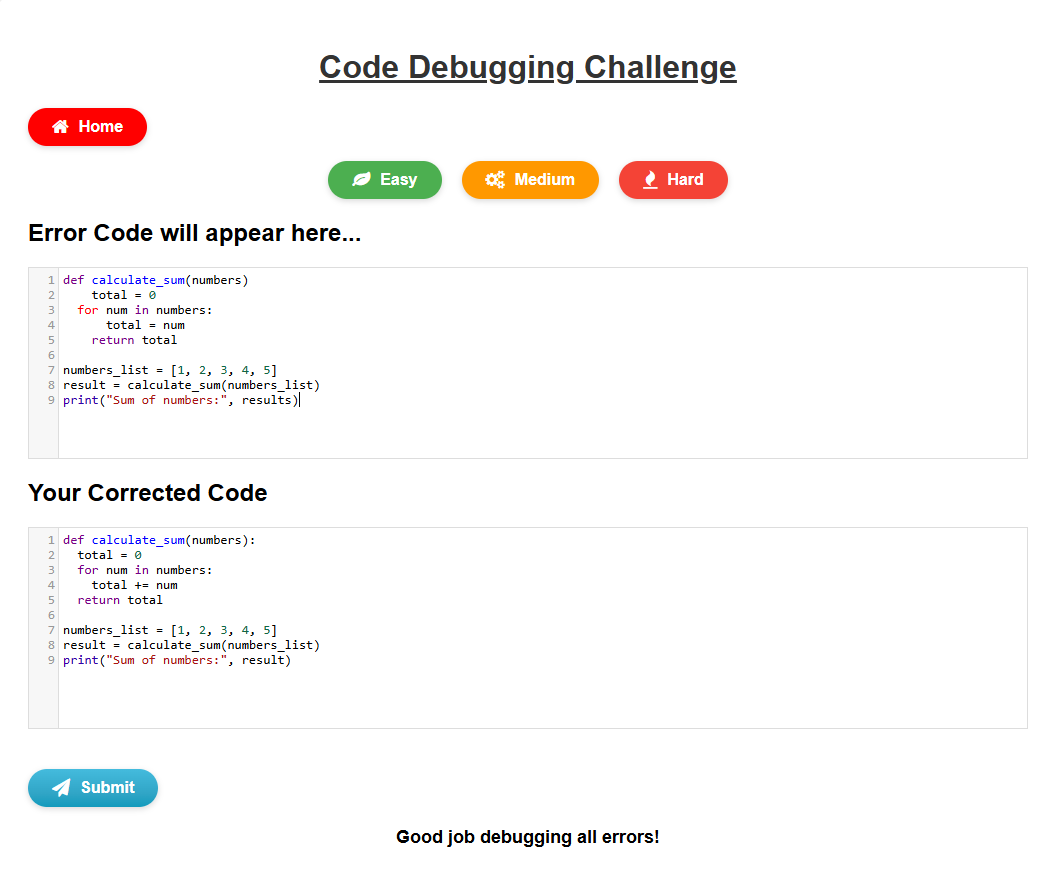 Code Debugging Challenge
Home
Easy Medium Hard
Error Code will appear here...
1 def calculate_sum(numbers)
2     total = 0
3   for num in numbers:
4       total = num
5     return total
6
7 numbers_list = [1, 2, 3, 4, 5]
8 result = calculate_sum(numbers_list)
9 print("Sum of numbers:", results)
Your Corrected Code
1 def calculate_sum(numbers):
2   total = 0
3   for num in numbers:
4     total += num
5   return total
6
7 numbers_list = [1, 2, 3, 4, 5]
8 result = calculate_sum(numbers_list)
9 print("Sum of numbers:", result)
Submit
Good job debugging all errors!